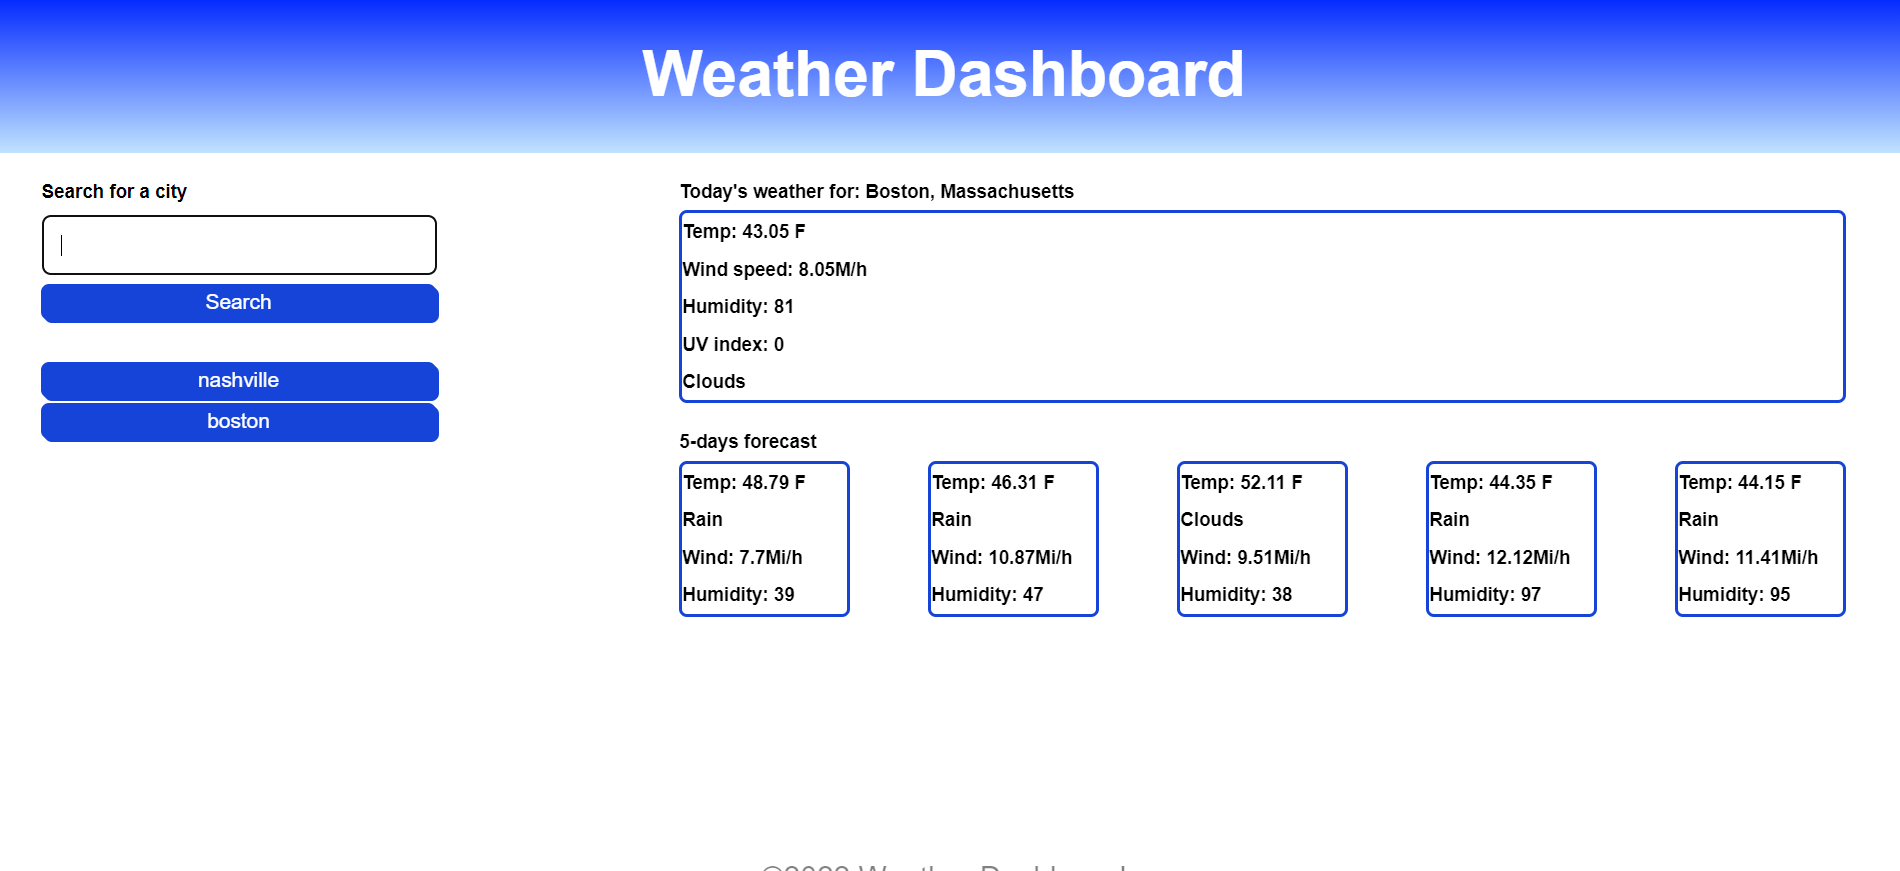 Weather Dashboard
Search for a city
Search
nashville
boston
Today's weather for: Boston, Massachusetts
Temp: 43.05 F
Wind speed: 8.05M/h
Humidity: 81
UV index: 0
Clouds
5-days forecast
Temp: 48.79 F
Rain
Wind: 7.7Mi/h
Humidity: 39
Temp: 46.31 F
Rain
Wind: 10.87Mi/h
Humidity: 47
Temp: 52.11 F
Clouds
Wind: 9.51Mi/h
Humidity: 38
Temp: 44.35 F
Rain
Wind: 12.12Mi/h
Humidity: 97
Temp: 44.15 F
Rain
Wind: 11.41Mi/h
Humidity: 95
Weather Dashboard